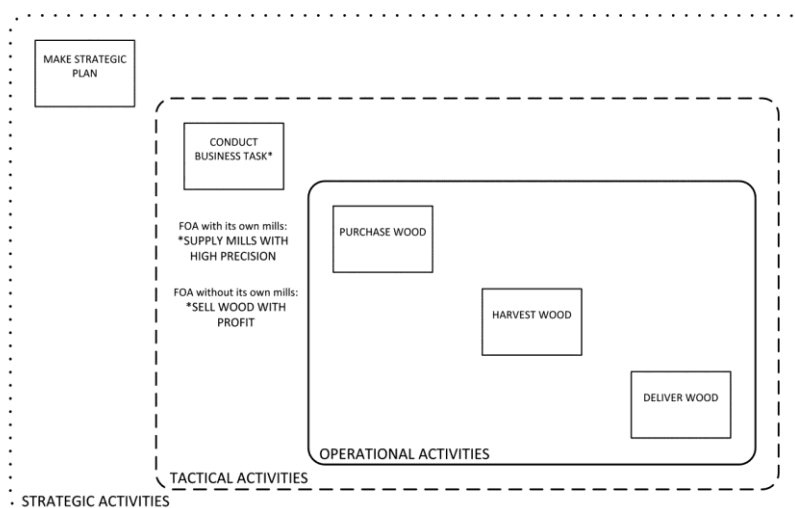 MAKE STRATEGIC
PLAN
CONDUCT
BUSINESS TASK*
FOA with its own mills:
*SUPPLY MILLS WITH
HIGH PRECISION
FOA without its own mills:
*SELL WOOD WITH
PROFIT
PURCHASE WOOD
HARVEST WOOD
DELIVER WOOD
OPERATIONAL ACTIVITIES
TACTICAL ACTIVITIES
STRATEGIC ACTIVITIES